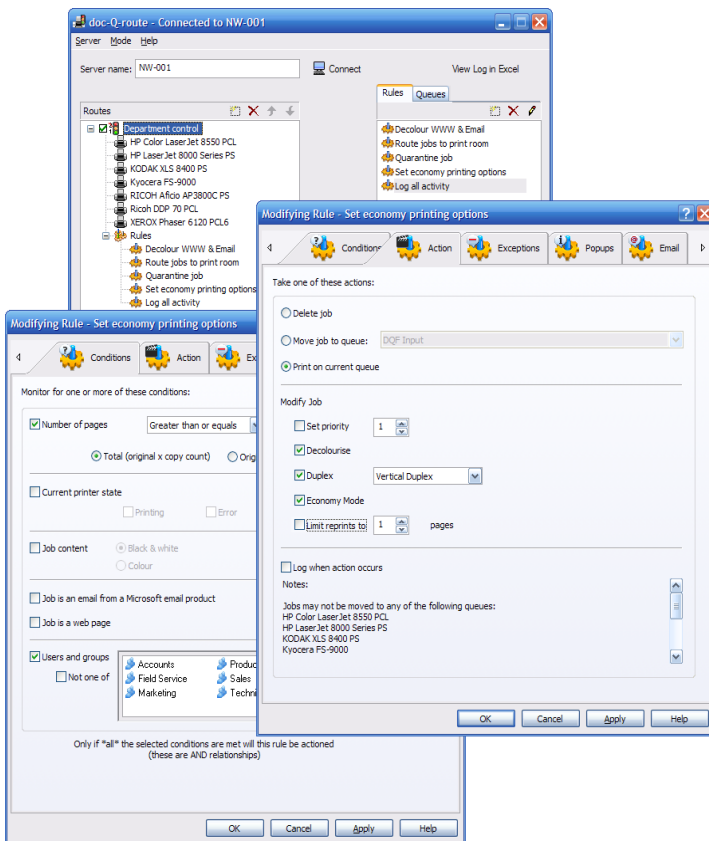 doc-Q-route - Connected to NW-001
Server Mode Help
Server name: NW-001 Connect View Log in Excel
Rules Queues
Routes
Department control
HP Color LaserJet 8550 PCL
HP LaserJet 8000 Series PS
KODAK XLS 8400 PS
Kyocera FS-9000
RICOH Aficio AP3800C PS
Ricoh DDP 70 PCL
XEROX Phaser 6120 PCL6
Rules
Decolour WWW & Email
Route jobs to print room
Quarantine job
Set economy printing options
Log all activity
Decolour WWW & Email
Route jobs to print room
Quarantine job
Set economy printing options
Log all activity
Modifying Rule - Set economy printing options
Conditions Action Exceptions Popups Email
Take one of these actions:
Delete job
Move job to queue: DQF Input
Print on current queue
Modify Job
Set priority 1
Decolourise
Duplex Vertical Duplex
Economy Mode
Limit reprints to 1 pages
Log when action occurs
Notes:
Jobs may not be moved to any of the following queues:
HP Color LaserJet 8550 PCL
HP LaserJet 8000 Series PS
KODAK XLS 8400 PS
Kyocera FS-9000
OK Cancel Apply Help
Modifying Rule - Set economy printing options
Conditions Action Ex
Monitor for one or more of these conditions:
Number of pages Greater than or equals
Total (original x copy count) Orig
Current printer state
Printing Error
Job content Black & white
Colour
Job is an email from a Microsoft email product
Job is a web page
Users and groups
Not one of
Accounts Produc
Field Service Sales
Marketing Techni
Only if *all* the selected conditions are met will this rule be actioned
(these are AND relationships)
OK Cancel Apply Help